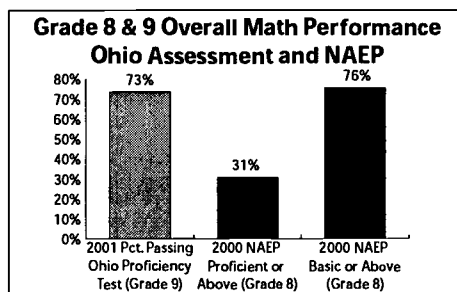 Grade 8 & 9 Overall Math Performance
Ohio Assessment and NAEP
80%
70%
60%
50%
40%
30%
20%
10%
0%
73%
31%
76%
2001 Pct. Passing
Ohio Proficiency
Test (Grade 9)
2000 NAEP
Proficient or
Above (Grade 8)
2000 NAEP
Basic or Above
(Grade 8)